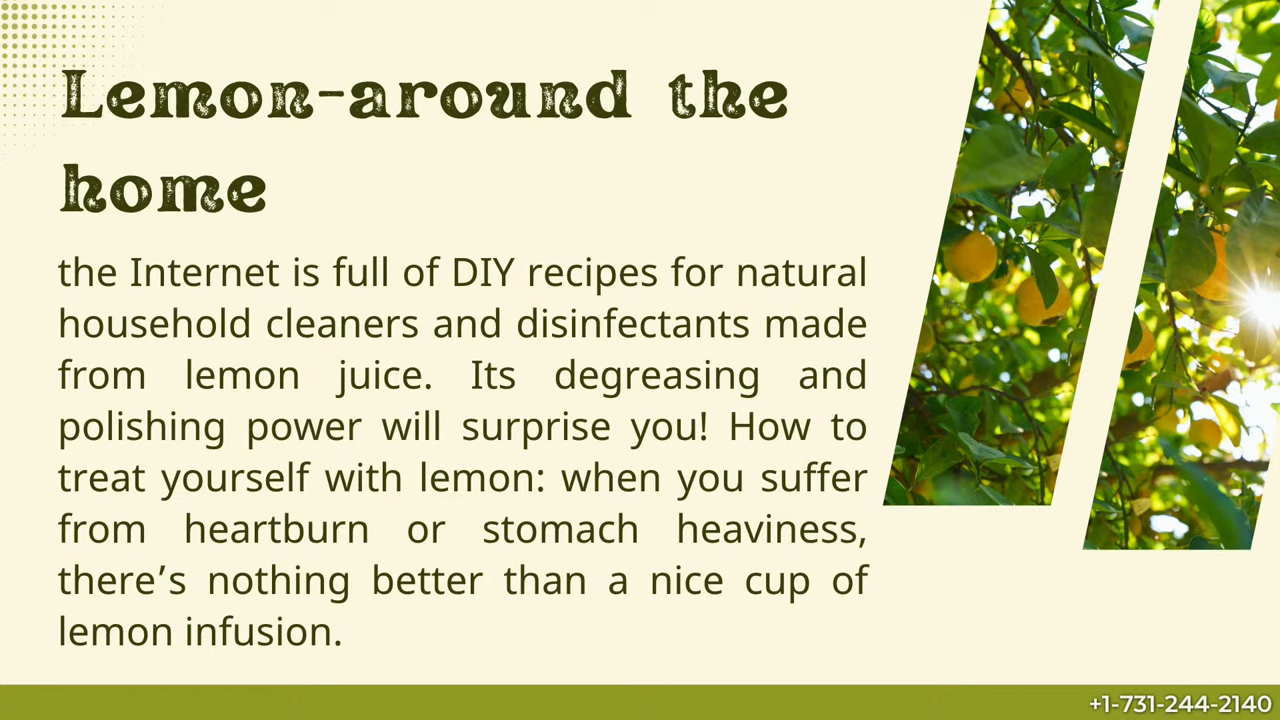 Lemon-around the
home
the Internet is full of DIY recipes for natural
household cleaners and disinfectants made
from lemon juice. Its degreasing and
polishing power will surprise you! How to
treat yourself with lemon: when you suffer
from heartburn or stomach heaviness,
there’s nothing better than a nice cup of
lemon infusion.
+1-731-244-2140